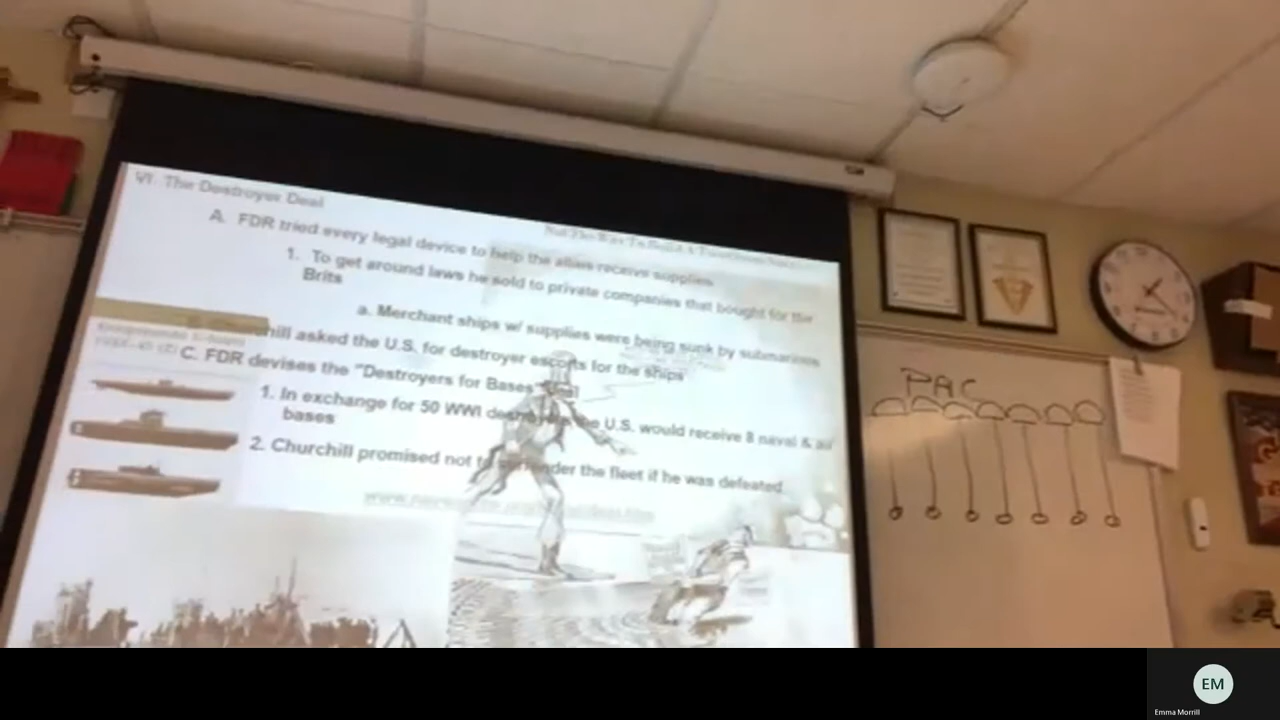 VI. The Destroyer Deal
A. FDR tried every legal device to help the allies receive supplies
1. To get around laws he sold to private companies that bought for the
Brits
a. Merchant ships w/ supplies were being sunk by submarines
hill asked the U.S. for destroyer escorts for the ships
C. FDR devises the "Destroyers for Bases"
1. In exchange for 50 WWI the U.S. would receive 8 naval & air
bases
2. Churchill promised not to surrender the fleet if he was defeated
PAC
EM
Emma Morrill